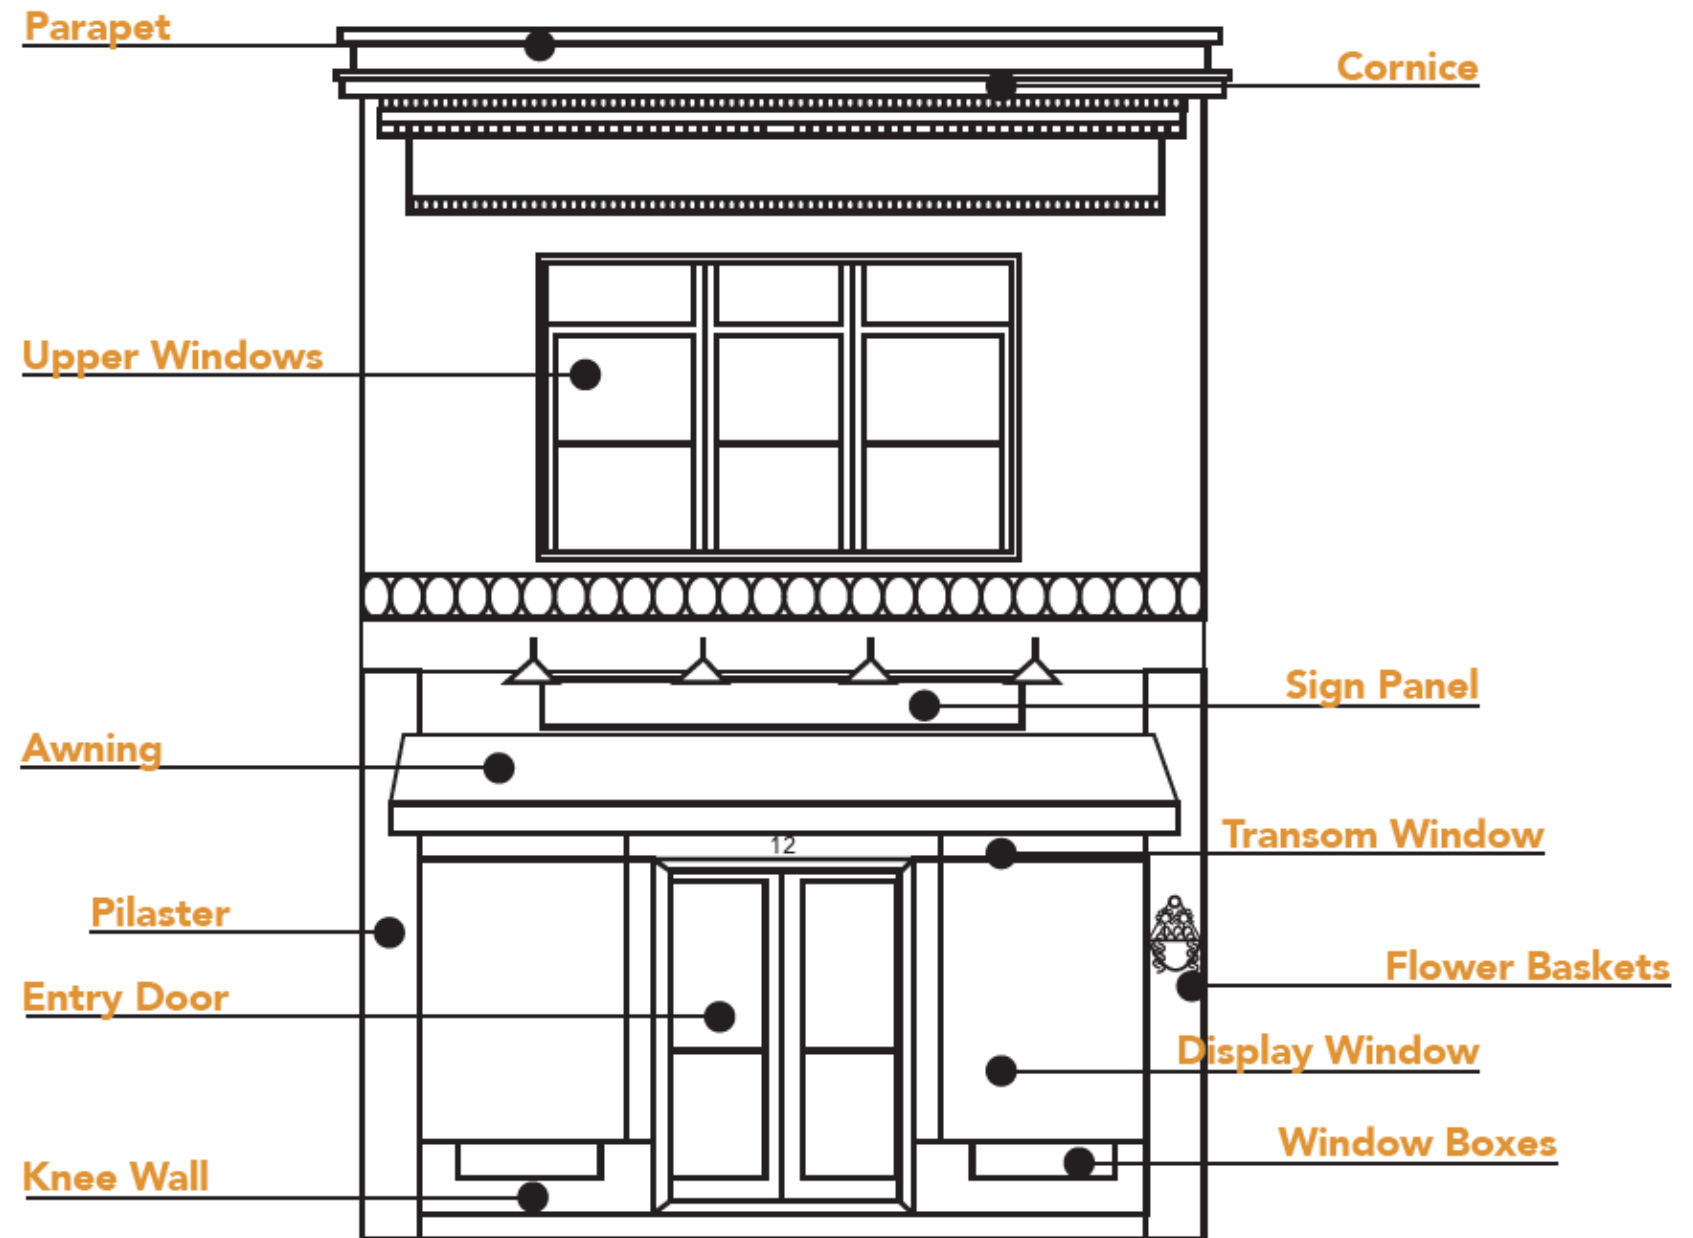 Parapet
Cornice
Upper Windows
Sign Panel
Awning
Transom Window
12
Pilaster
Flower Baskets
Entry Door
Display Window
Window Boxes
Knee Wall